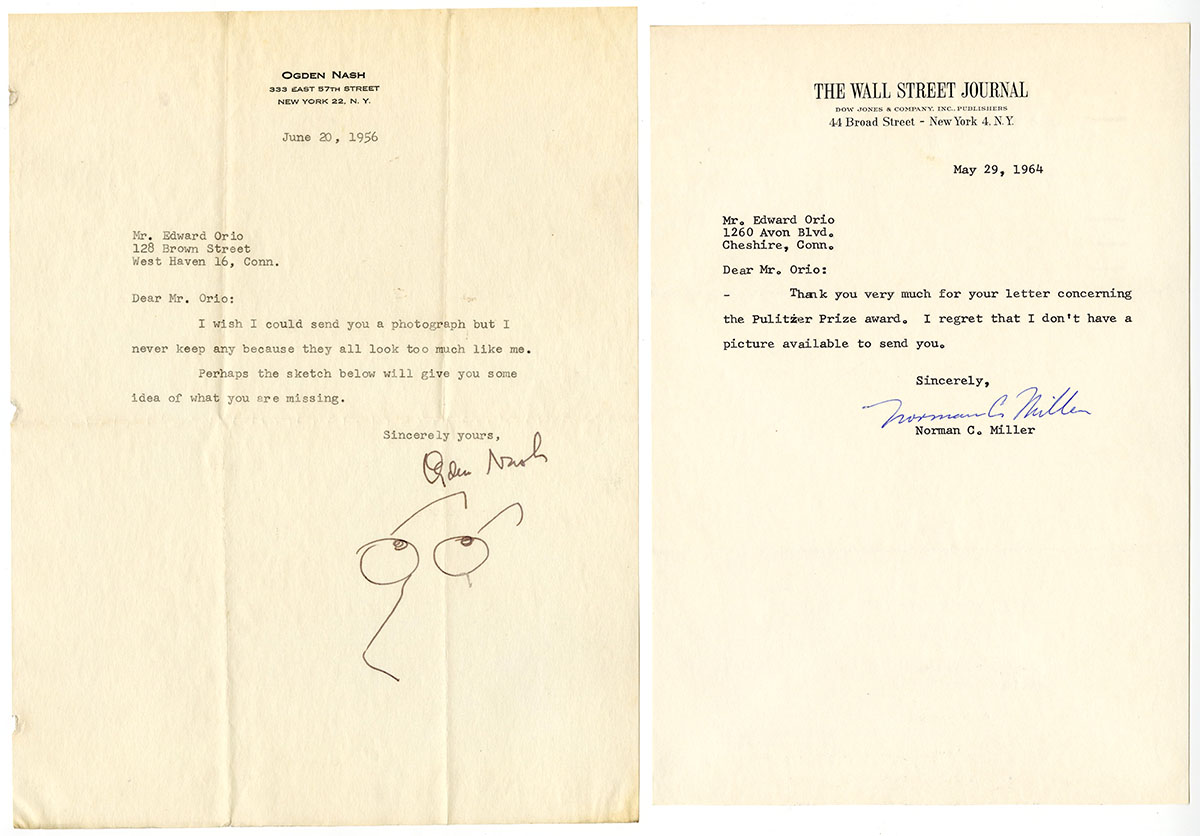 OGDEN NASH
333 EAST 57TH STREET
NEW YORK 22, N. Y.
June 20, 1956
Mr. Edward Orio
128 Brown Street
West Haven 16, Conn.
Dear Mr. Orio:
I wish I could send you a photograph but I
never keep any because they all look too much like me.
Perhaps the sketch below will give you some
idea of what you are missing.
Sincerely yours,
Ogden Nash
THE WALL STREET JOURNAL
DOW JONES & COMPANY, INC., PUBLISHERS
44 Broad Street - New York 4, N.Y.
May 29, 1964
Mr. Edward Orio
1260 Avon Blvd.
Cheshire, Conn.
Dear Mr. Orio:
- Thank you very much for your letter concerning
the Pulitzer Prize award. I regret that I don't have a
picture available to send you.
Sincerely,
Norman C. Miller
Norman C. Miller